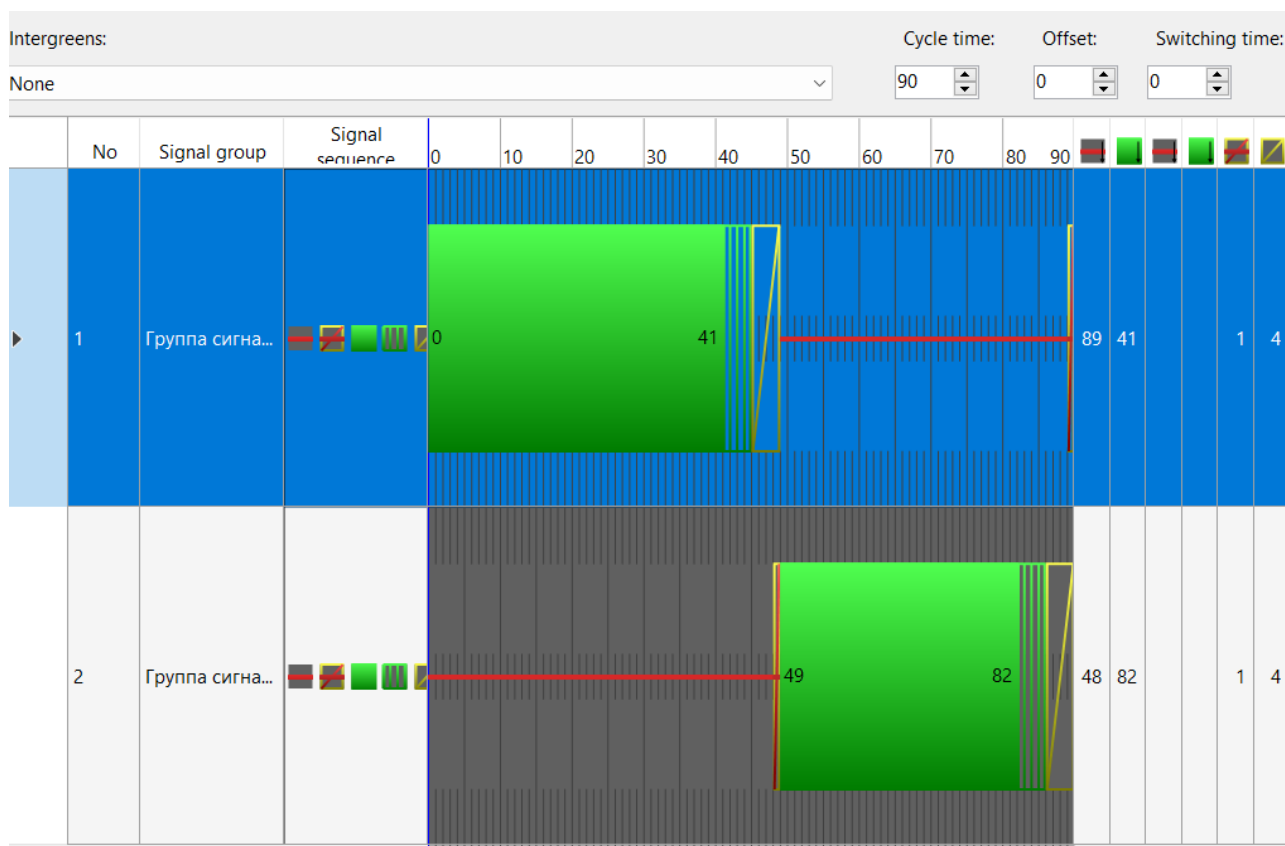 Intergreens:
Cycle time:
Offset:
Switching time:
None
90
0
0
No
Signal group
Signal
sequence
0 10 20 30 40 50 60 70 80 90
1
Группа сигна...
0
41
89
41
1
4
2
Группа сигна...
49
82
48
82
1
4